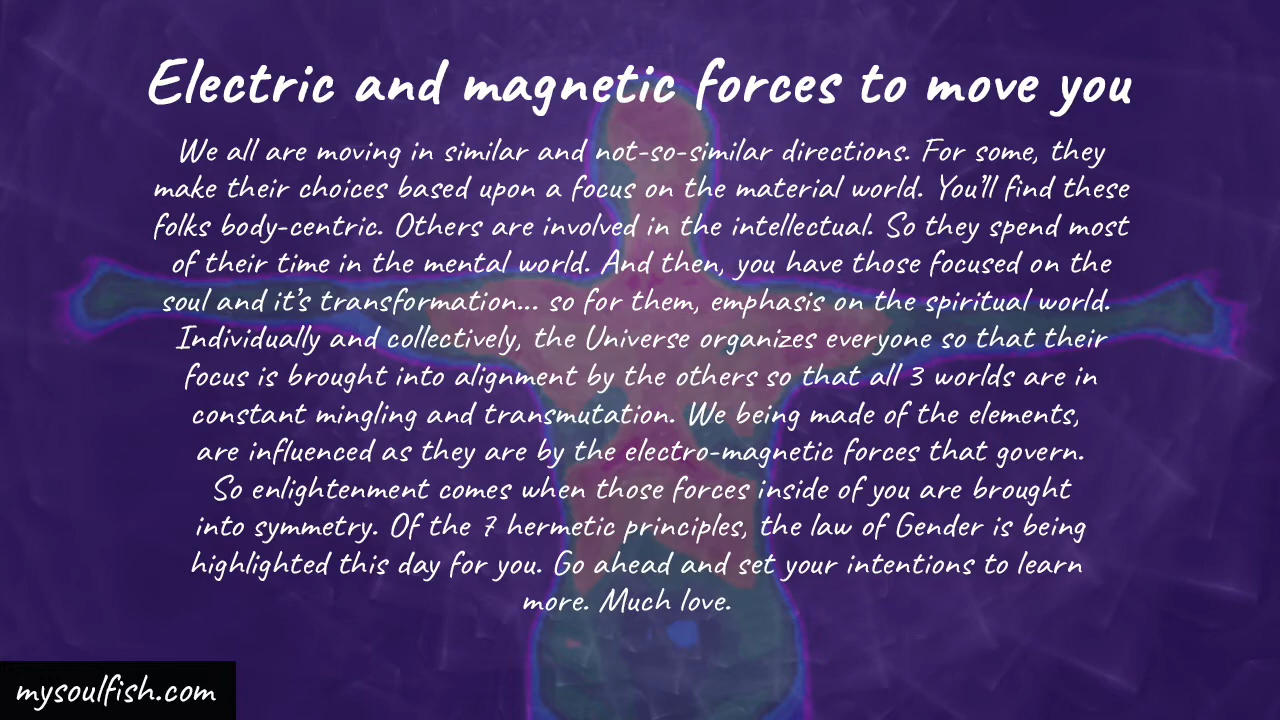 Electric and magnetic forces to move you
We all are moving in similar and not-so-similar directions. For some, they
make their choices based upon a focus on the material world. You'll find these
folks body-centric. Others are involved in the intellectual. So they spend most
of their time in the mental world. And then, you have those focused on the
soul and it's transformation... so for them, emphasis on the spiritual world.
Individually and collectively, the Universe organizes everyone so that their
focus is brought into alignment by the others so that all 3 worlds are in
constant mingling and transmutation. We being made of the elements,
are influenced as they are by the electro-magnetic forces that govern.
So enlightenment comes when those forces inside of you are brought
into symmetry. Of the 7 hermetic principles, the law of Gender is being
highlighted this day for you. Go ahead and set your intentions to learn
more. Much love.
mysoulfish.com